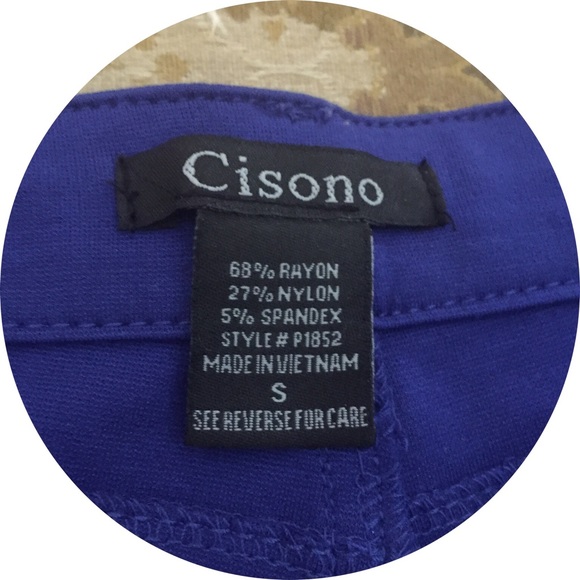 Cisono
68% RAYON
27% NYLON
5% SPANDEX
STYLE# P1852
MADE IN VIETNAM
S
SEE REVERSE FOR CARE